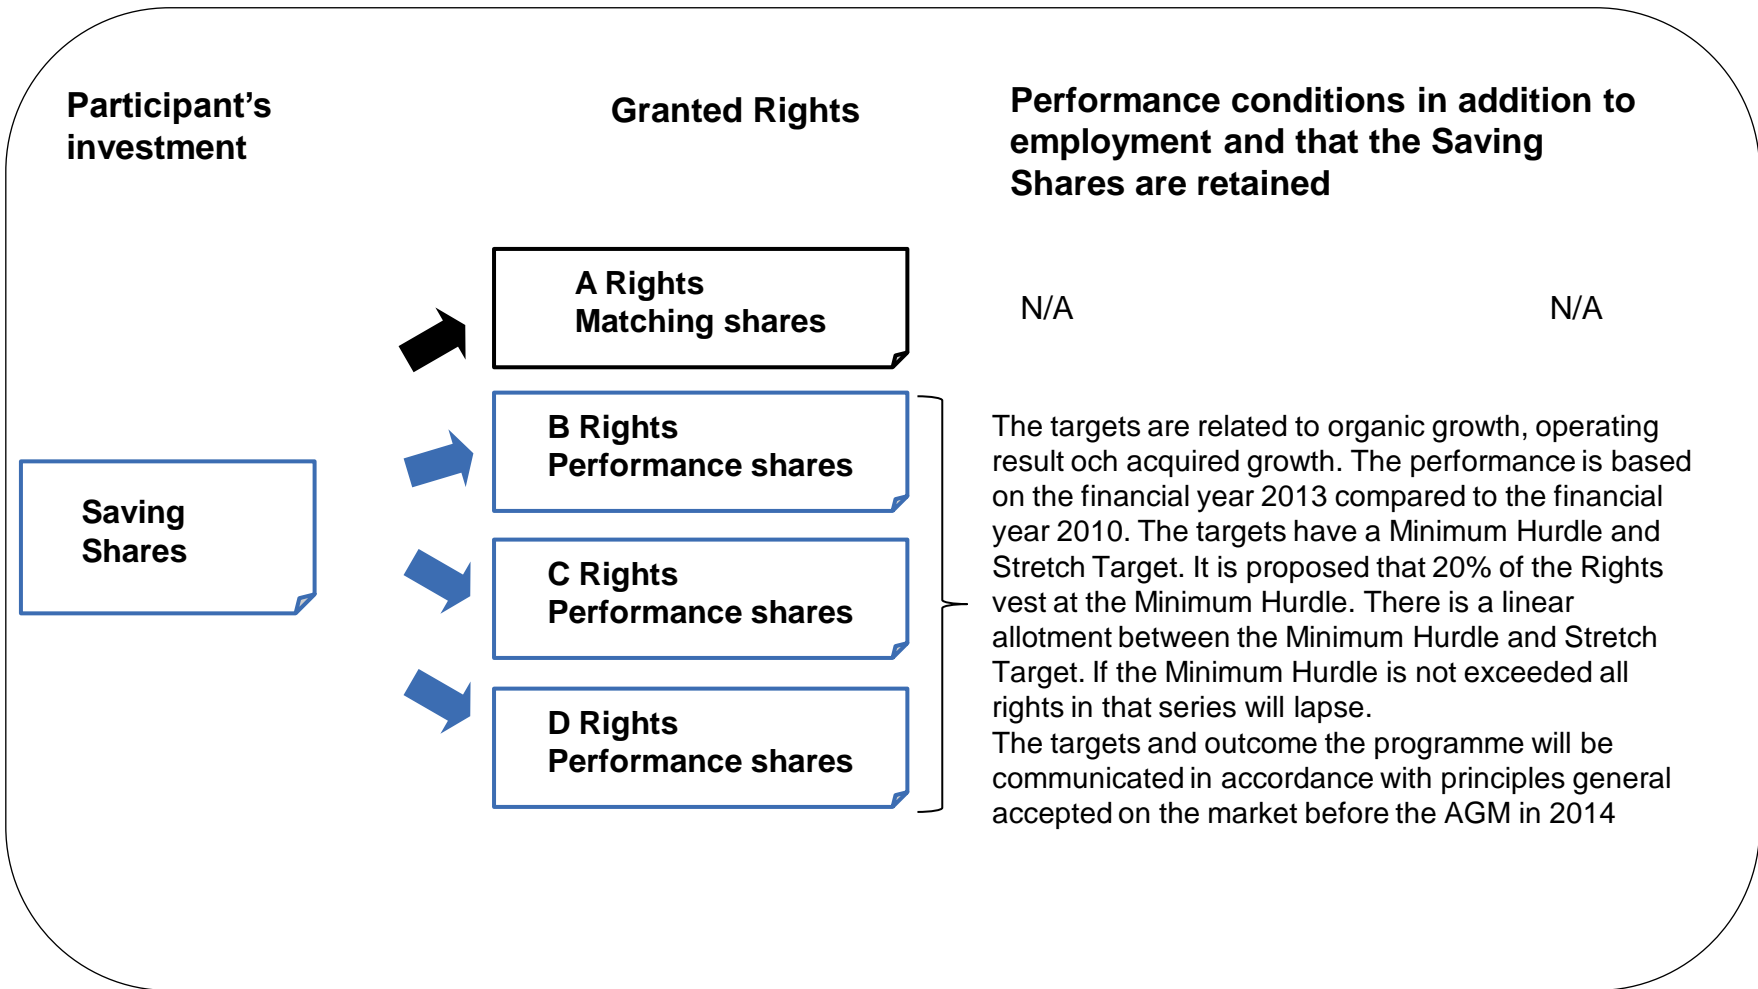 Participant’s
investment
Granted Rights
Performance conditions in addition to
employment and that the Saving
Shares are retained
A Rights
Matching shares
N/A
N/A
B Rights
Performance shares
Saving
Shares
C Rights
Performance shares
D Rights
Performance shares
The targets are related to organic growth, operating
result och acquired growth. The performance is based
on the financial year 2013 compared to the financial
year 2010. The targets have a Minimum Hurdle and
Stretch Target. It is proposed that 20% of the Rights
vest at the Minimum Hurdle. There is a linear
allotment between the Minimum Hurdle and Stretch
Target. If the Minimum Hurdle is not exceeded all
rights in that series will lapse.
The targets and outcome the programme will be
communicated in accordance with principles general
accepted on the market before the AGM in 2014